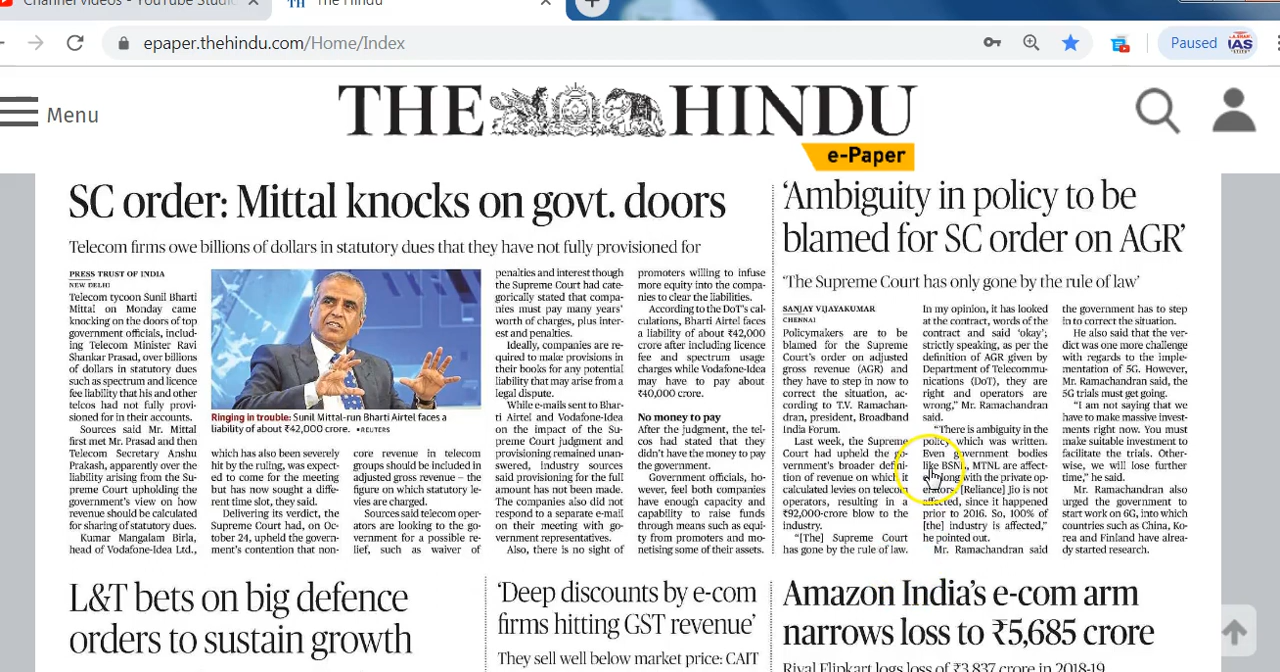 Channel videos - YouTube Studio
The Hindu
epaper.thehindu.com/Home/Index
Paused
IAS
Menu
THE HINDU
e-Paper
SC order: Mittal knocks on govt. doors
Telecom firms owe billions of dollars in statutory dues that they have not fully provisioned for
PRESS TRUST OF INDIA
NEW DELHI
Telecom tycoon Sunil Bharti
Mittal on Monday came
knocking on the doors of top
government officials, includ-
ing Telecom Minister Ravi
Shankar Prasad, over billions
of dollars in statutory dues
such as spectrum and licence
fee liability that his and other
telcos had not fully provi-
sioned for in their accounts.
Sources said Mr. Mittal
first met Mr. Prasad and then
Telecom Secretary Anshu
Prakash, apparently over the
liability arising from the Su-
preme Court upholding the
government's view on how
revenue should be calculated
for sharing of statutory dues.
Kumar Mangalam Birla,
head of Vodafone-Idea Ltd.,
Ringing in trouble: Sunil Mittal-run Bharti Airtel faces a
liability of about ₹42,000 crore. •REUTERS
which has also been severely
hit by the ruling, was expect-
ed to come for the meeting
but has now sought a diffe-
rent time slot, they said.
Delivering its verdict, the
Supreme Court had, on Oc-
tober 24, upheld the govern-
ment's contention that non-
core revenue in telecom
groups should be included in
adjusted gross revenue – the
figure on which statutory le-
vies are charged.
Sources said telecom oper-
ators are looking to the go-
vernment for a possible re-
lief, such as waiver of
penalties and interest though
the Supreme Court had cate-
gorically stated that compa-
nies must pay many years'
worth of charges, plus inter-
est and penalties.
Ideally, companies are re-
quired to make provisions in
their books for any potential
liability that may arise from a
legal dispute.
While e-mails sent to Bhar-
ti Airtel and Vodafone-Idea
on the impact of the Su-
preme Court judgment and
provisioning remained unan-
swered, industry sources
said provisioning for the full
amount has not been made.
The companies also did not
respond to a separate e-mail
on their meeting with go-
vernment representatives.
Also, there is no sight of
promoters willing to infuse
more equity into the compa-
nies to clear the liabilities.
According to the DoT's cal-
culations, Bharti Airtel faces
a liability of about ₹42,000
crore after including licence
fee and spectrum usage
charges while Vodafone-Idea
may have to pay about
₹40,000 crore.
No money to pay
After the judgment, the tel-
cos had stated that they
didn't have money to pay
the government.
Government officials, ho-
wever, feel both companies
have enough capacity and
capability to raise funds
through means such as equi-
ty from promoters and mo-
netising some of their assets.
'Ambiguity in policy to be
blamed for SC order on AGR'
'The Supreme Court has only gone by the rule of law'
SANJAY VIJAYAKUMAR
CHENNAI
Policymakers are to be
blamed for the Supreme
Court's order on adjusted
gross revenue (AGR) and
they have to step in now to
correct the situation, ac-
cording to T.V. Ramachan-
dran, president, Broadband
India Forum.
Last week, the Supreme
Court had upheld the go-
vernment's broader defini-
tion of revenue on which it
calculated levies on telecom
operators, resulting in a
₹92,000-crore blow to the
industry.
"[The] Supreme Court
has gone by the rule of law.
In my opinion, it has looked
at the contract, words of the
contract and said 'okay';
strictly speaking, as per the
definition of AGR given by
Department of Telecommu-
nications (DoT), they are
right and operators are
wrong," Mr. Ramachandran
said.
"There is ambiguity in the
policy which was written.
Even government bodies
like BSNL, MTNL are affect-
along with the private op-
[Reliance] Jio is not
affected, since it happened
prior to 2016. So, 100% of
[the] industry is affected,"
he pointed out.
Mr. Ramachandran said
the government has to step
in to correct the situation.
He also said that the ver-
dict was one more challenge
with regards to the imple-
mentation of 5G. However,
Mr. Ramachandran said, the
5G trials must get going.
"I am not saying that we
have to make massive invest-
ments right now. You must
make suitable investment to
facilitate the trials. Other-
wise, we will lose further
time," he said.
Mr. Ramachandran also
urged the government to
start work on 6G, into which
countries such as China, Ko-
rea and Finland have alrea-
dy started research.
L&T bets on big defence
orders to sustain growth
'Deep discounts by e-com
firms hitting GST revenue'
They sell well below market price: CAIT
Amazon India's e-com arm
narrows loss to ₹5,685 crore
Rival Flipkart logs loss of ₹3,837 crore in 2018-19